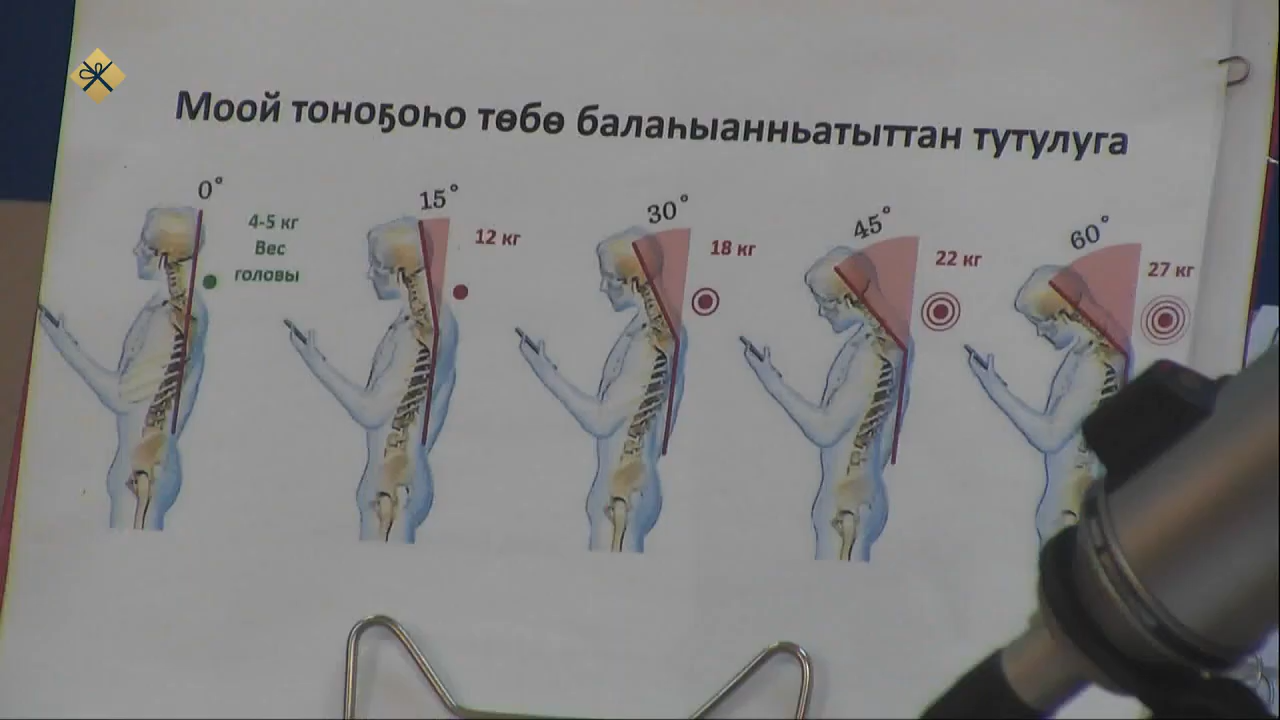 Моой тоноҕоһо төбө балаһыанньатыттан тутулуга
0°
4-5 кг
Вес
головы
15°
12 кг
30°
18 кг
45°
22 кг
60°
27 кг